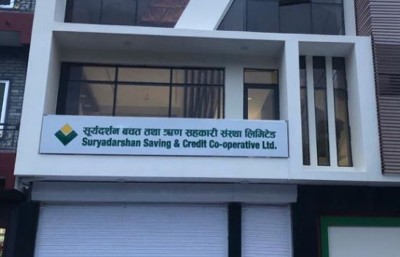 सूर्यदर्शन बचत तथा ऋण सहकारी संस्था लिमिटेड
Suryadarshan Saving & Credit Co-operative Ltd.